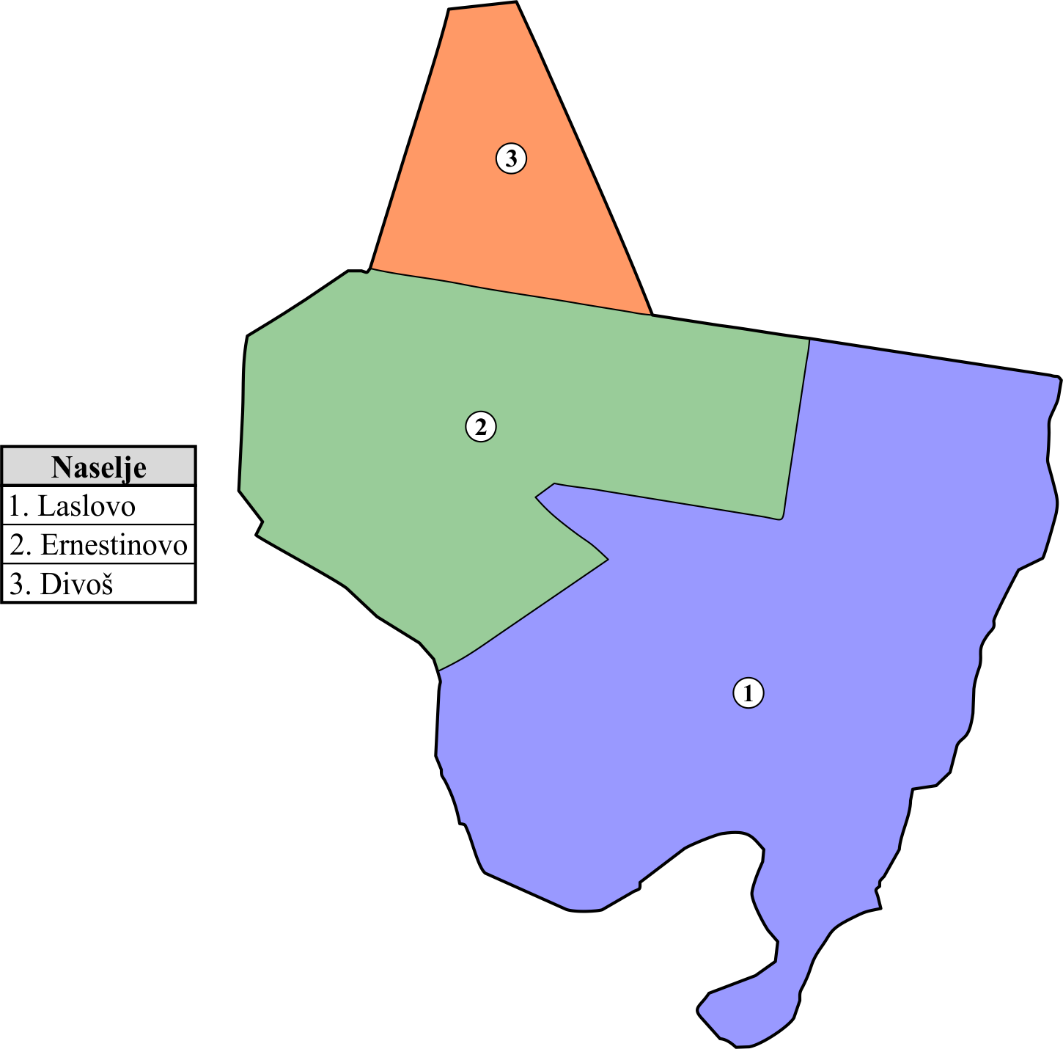 3
2
Naselje
1. Laslovo
2. Ernestinovo
3. Divoš
1